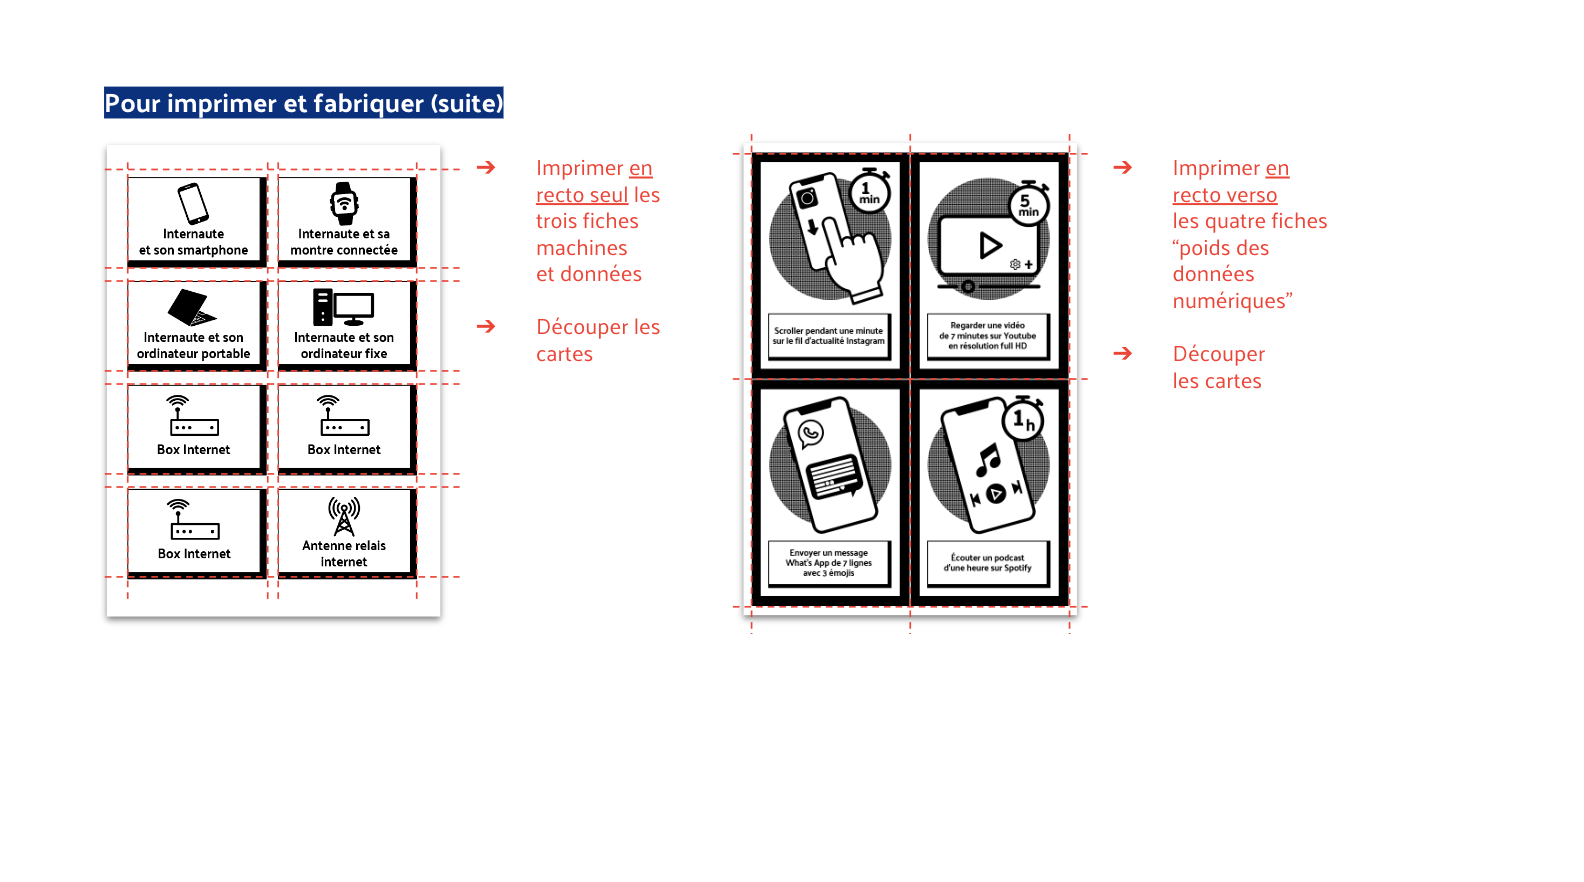 Pour imprimer et fabriquer (suite)
Internaute
et son smartphone
Internaute et sa
montre connectée
Internaute et son
ordinateur portable
Internaute et son
ordinateur fixe
Box Internet
Box Internet
Box Internet
Antenne relais
internet
➔ Imprimer en
recto seul les
trois fiches
machines
et données
➔ Découper les
cartes
1
min
Scroller pendant une minute
sur le fil d'actualité Instagram
5
min
Regarder une vidéo
de 7 minutes sur Youtube
en résolution full HD
Envoyer un message
What's App de 7 lignes
avec 3 émojis
1h
Écouter un podcast
d'une heure sur Spotify
➔ Imprimer en
recto verso
les quatre fiches
“poids des
données
numériques”
➔ Découper
les cartes